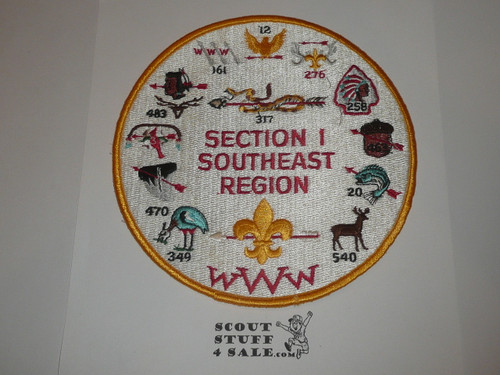 12
W W W
161
276
483
317
258
463
SECTION I
SOUTHEAST
REGION
20
470
349
540
WWW
SCOUT
STUFF
4 SALE.com